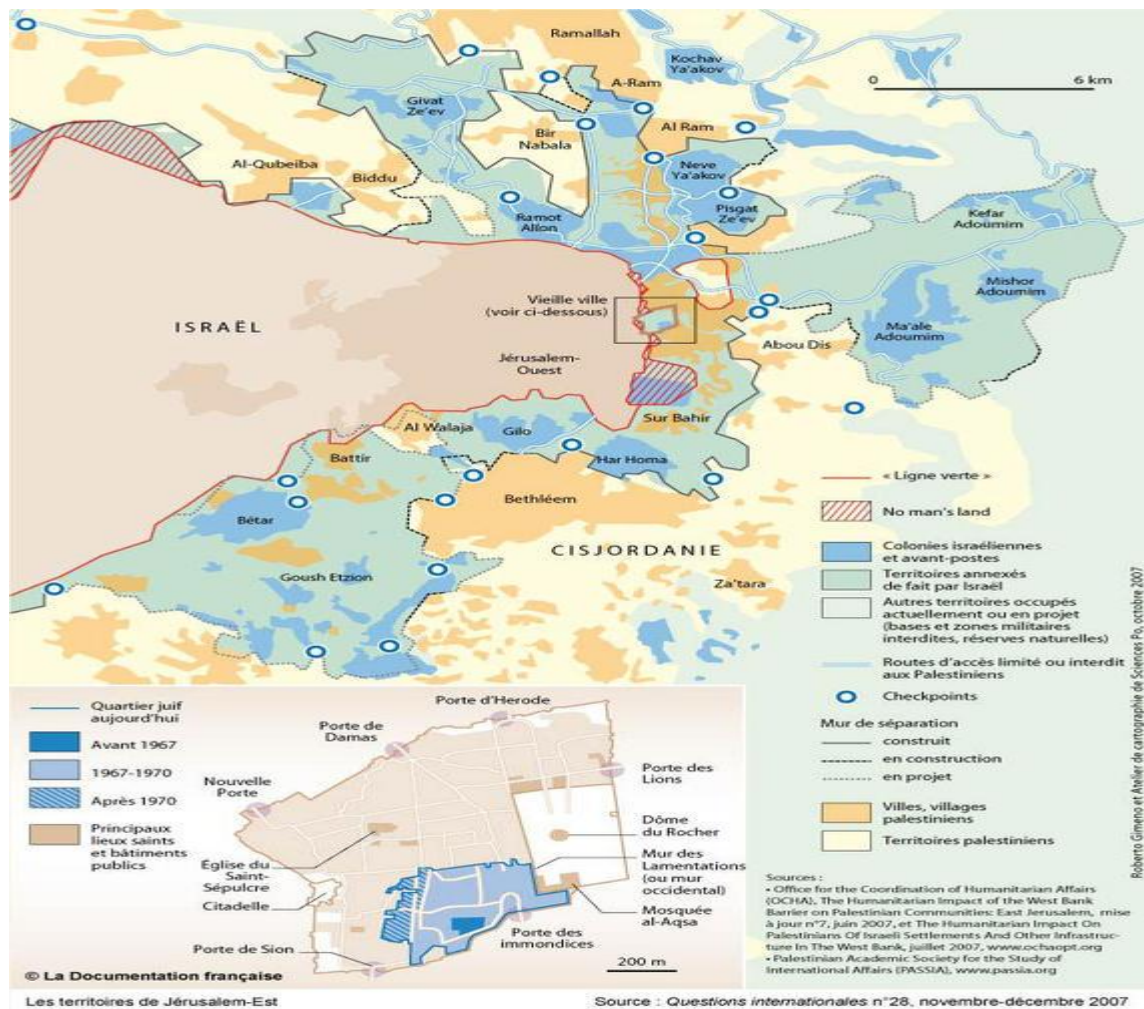 Ramallah
Kochav
Ya'akov
0 6 km
A-Ram
Givat
Ze'ev
Bir
Nabala
Al Ram
Al-Qubeiba
Biddu
Neve
Ya'akov
Pisgat
Ze'ev
Kefar
Adoumim
Ramot
Allon
Mishor
Adoumim
Vieille ville
(voir ci-dessous)
ISRAËL
Ma'ale
Adoumim
Abou Dis
Jérusalem-
Ouest
Sur Bahir
Al Walaja
Gilo
Battir
Har Homa
Bethléem
Bétar
CISJORDANIE
Goush Etzion
Za'tara
« Ligne verte »
No man's land
Colonies israéliennes
et avant-postes
Territoires annexés
de fait par Israël
Autres territoires occupés
actuellement ou en projet
(bases et zones militaires
interdites, réserves naturelles)
Routes d'accès limité ou interdit
aux Palestiniens
Checkpoints
Mur de séparation
construit
en construction
en projet
Villes, villages
palestiniens
Territoires palestiniens
Sources :
• Office for the Coordination of Humanitarian Affairs
(OCHA), The Humanitarian Impact of the West Bank
Barrier on Palestinian Communities: East Jerusalem, mise
à jour n°7, juin 2007, et The Humanitarian Impact On
Palestinians Of Israeli Settlements And Other Infrastruc-
ture In The West Bank, juillet 2007, www.ochaopt.org
• Palestinian Academic Society for the Study of
International Affairs (PASSIA), www.passia.org
Roberto Gimeno et Atelier de cartographie de Sciences Po, octobre 2007
Quartier juif
aujourd'hui
Avant 1967
1967-1970
Après 1970
Principaux
lieux saints
et bâtiments
publics
Porte d'Herode
Porte de
Damas
Nouvelle
Porte
Porte des
Lions
Dôme
du Rocher
Église du
Saint-
Sépulcre
Mur des
Lamentations
(ou mur
occidental)
Citadelle
Mosquée
al-Aqsa
Porte de Sion
Porte des
immondices
200 m
© La Documentation française
Les territoires de Jérusalem-Est
Source : Questions internationales n°28, novembre-décembre 2007